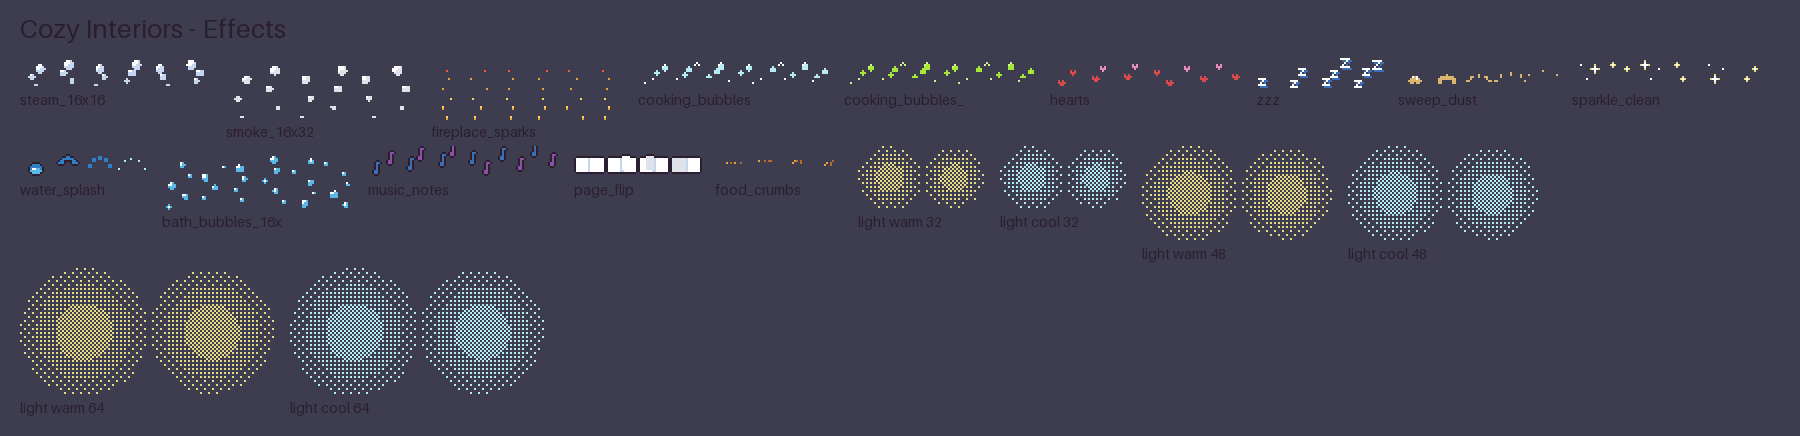 Cozy Interiors - Effects
steam_16x16
smoke_16x32
fireplace_sparks
cooking_bubbles
cooking_bubbles_
hearts
zzz
sweep_dust
sparkle_clean
water_splash
bath_bubbles_16x
music_notes
page_flip
food_crumbs
light warm 32
light cool 32
light warm 48
light cool 48
light warm 64
light cool 64